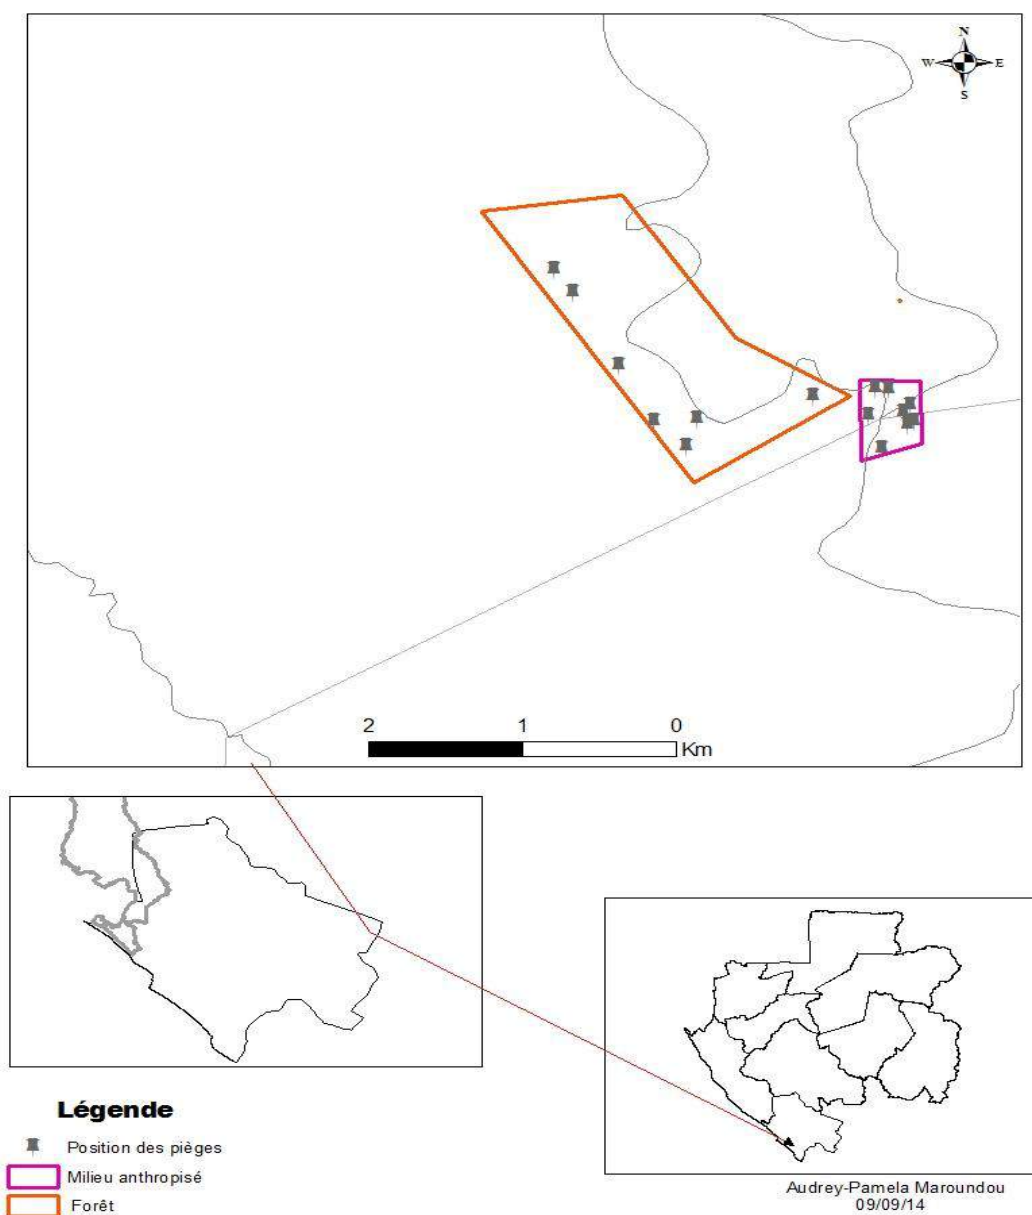 N
W E
S
2 1 0
Km
Légende
Position des pièges
Milieu anthropisé
Forêt
Audrey-Pamela Maroundou
09/09/14